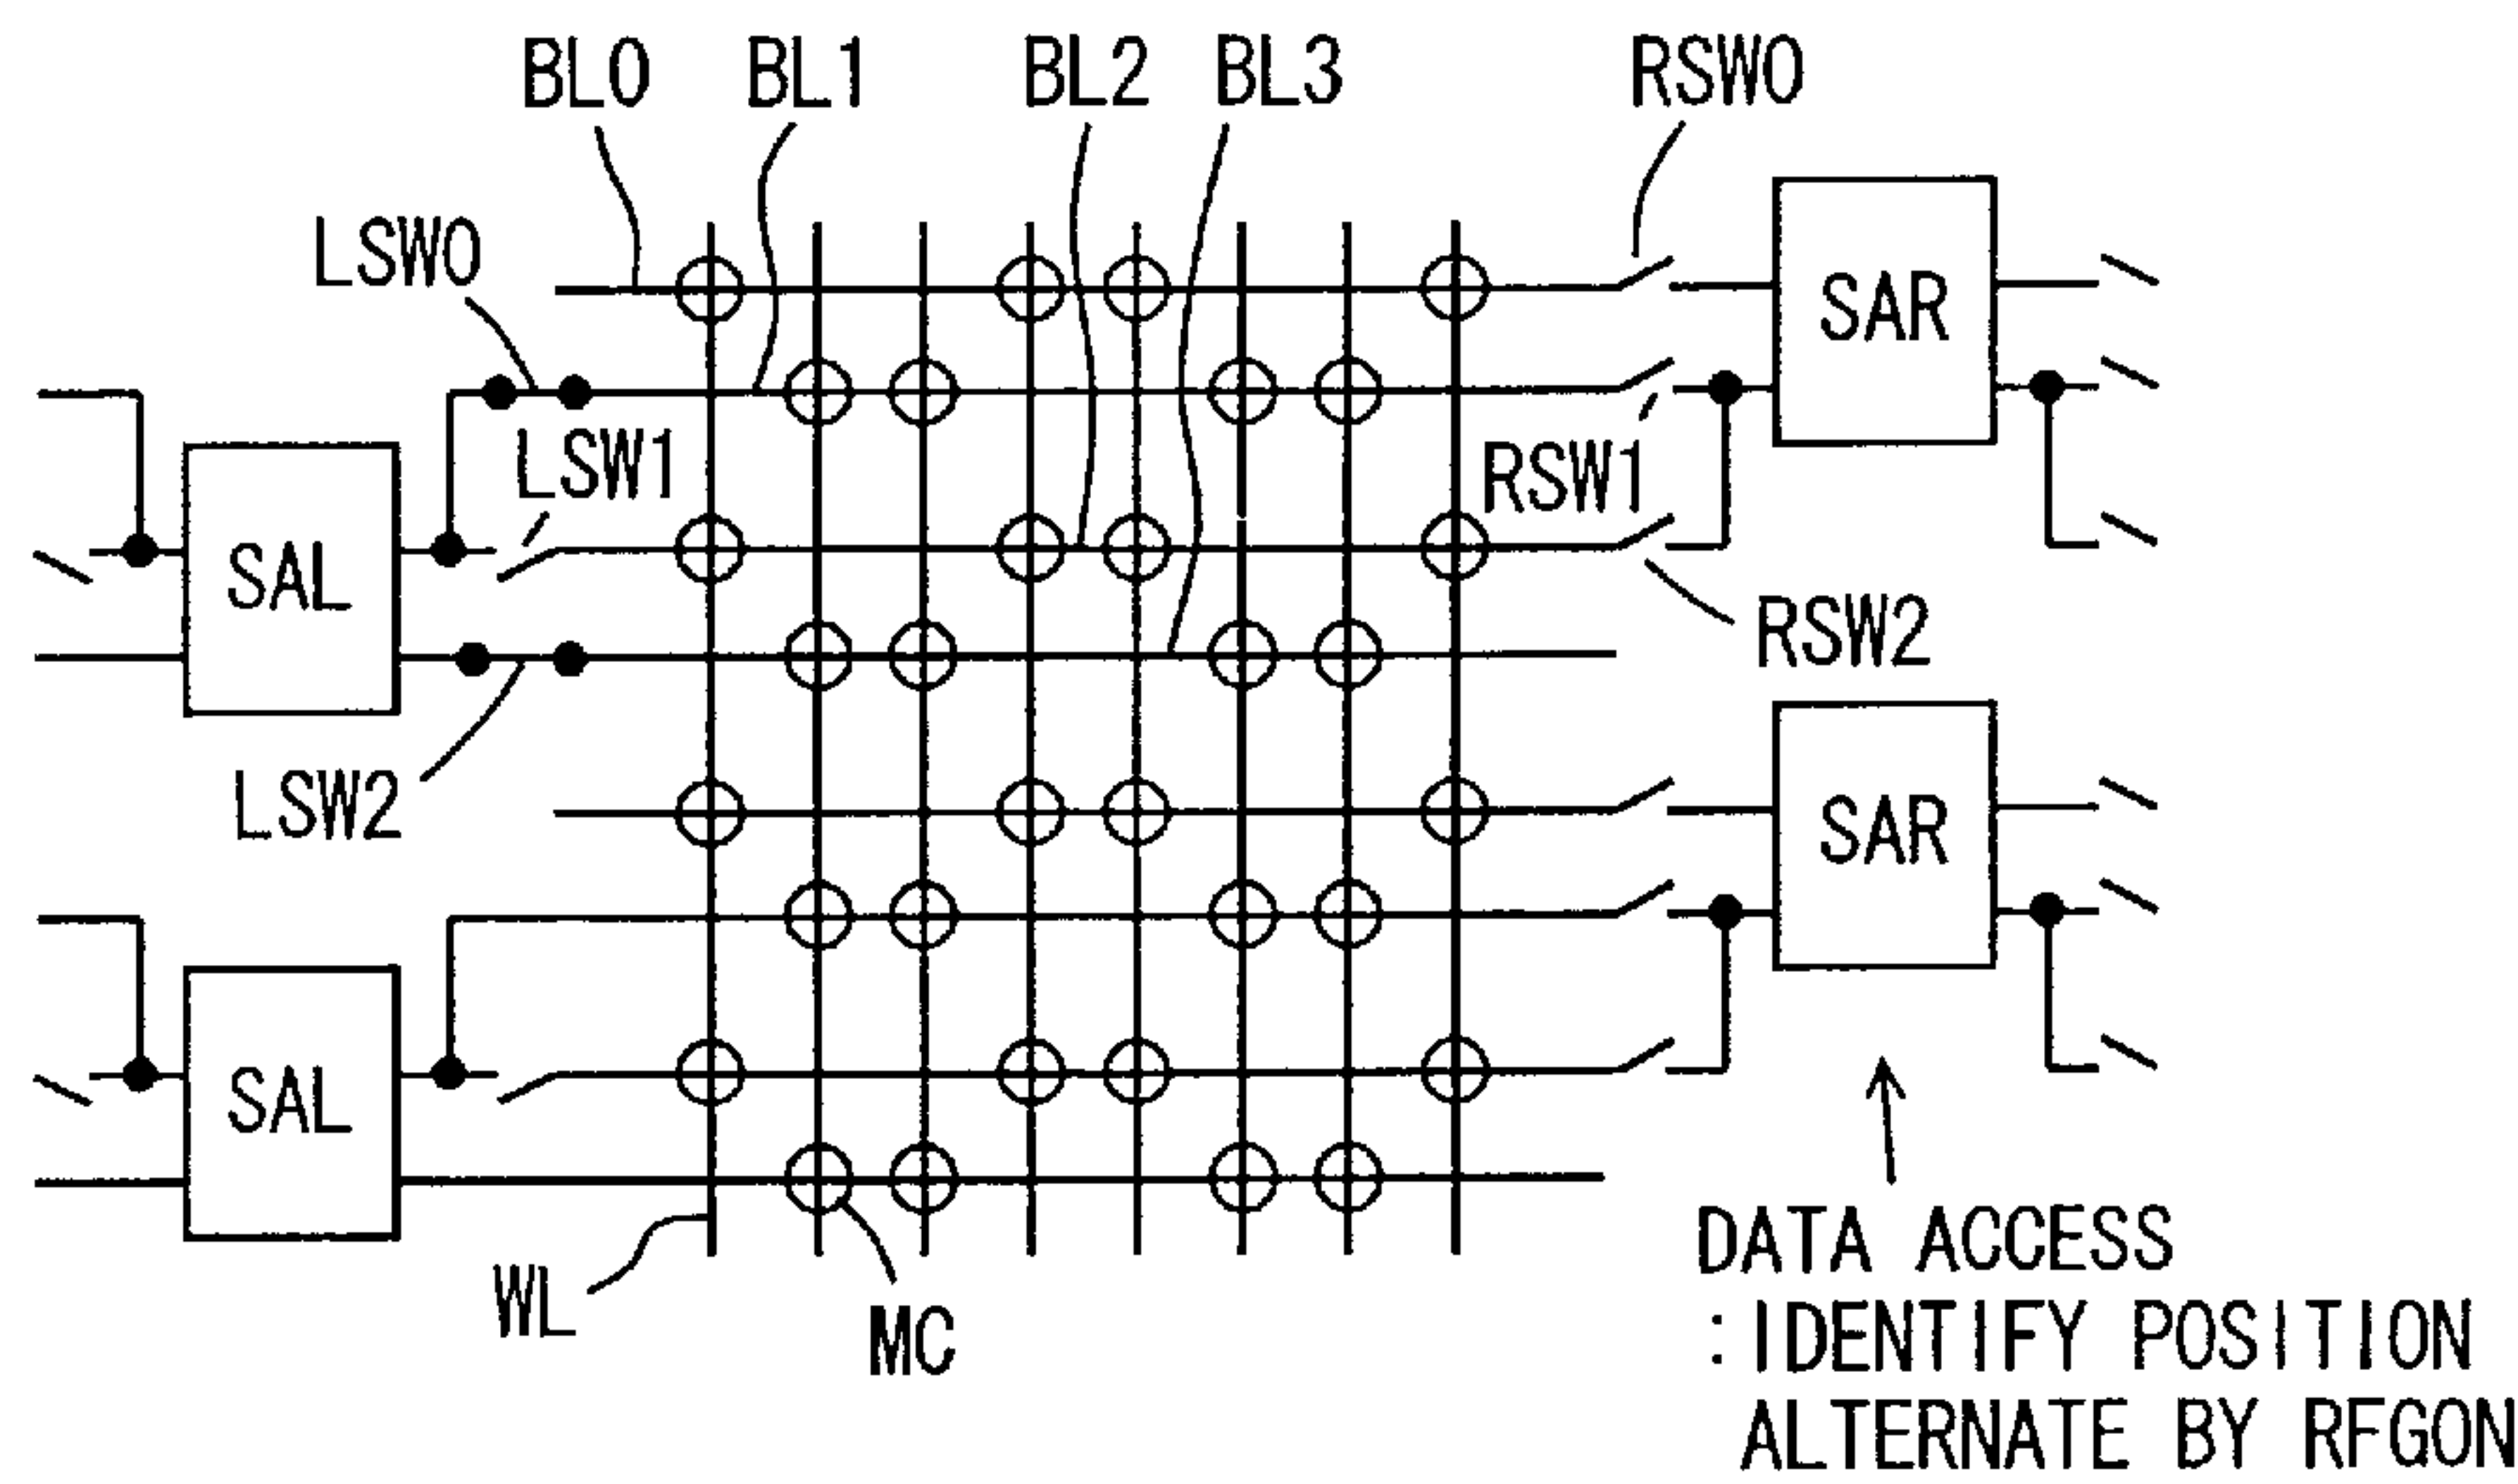 BL0 BL1 BL2 BL3 RSW0
LSW0
SAR
LSW1
RSW1
SAL
RSW2
LSW2
SAR
SAL
DATA ACCESS
WL
MC
:IDENTIFY POSITION
ALTERNATE BY RFGON